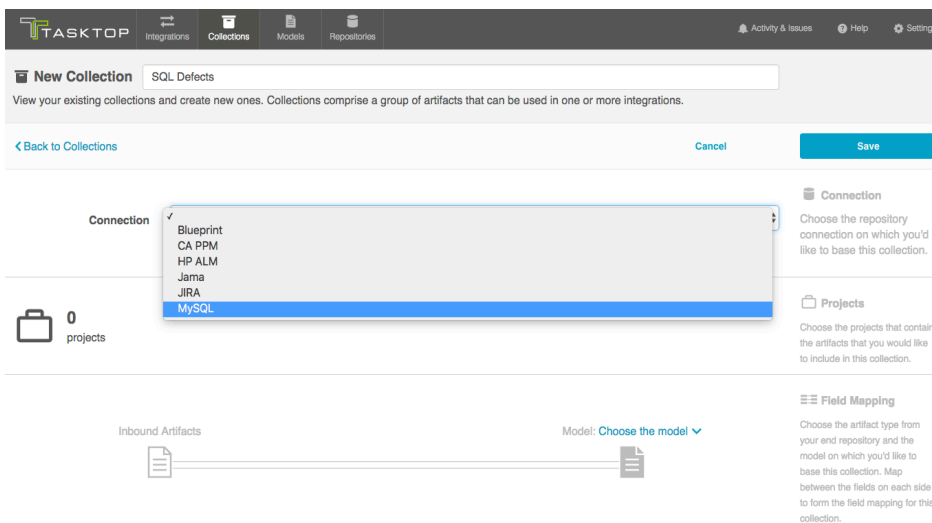 TASKTOP
Integrations
Collections
Models
Repositories
Activity & Issues
Help
Setting
New Collection
SQL Defects
View your existing collections and create new ones. Collections comprise a group of artifacts that can be used in one or more integrations.
Back to Collections
Cancel
Save
Connection
Blueprint
CA PPM
HP ALM
Jama
JIRA
MySQL
Connection
Choose the repository
connection on which you'd
like to base this collection.
0
projects
Projects
Choose the projects that contain
the artifacts that you would like
to include in this collection.
Inbound Artifacts
Model: Choose the model
Field Mapping
Choose the artifact type from
your end repository and the
model on which you'd like to
base this collection. Map
between the fields on each side
to form the field mapping for this
collection.